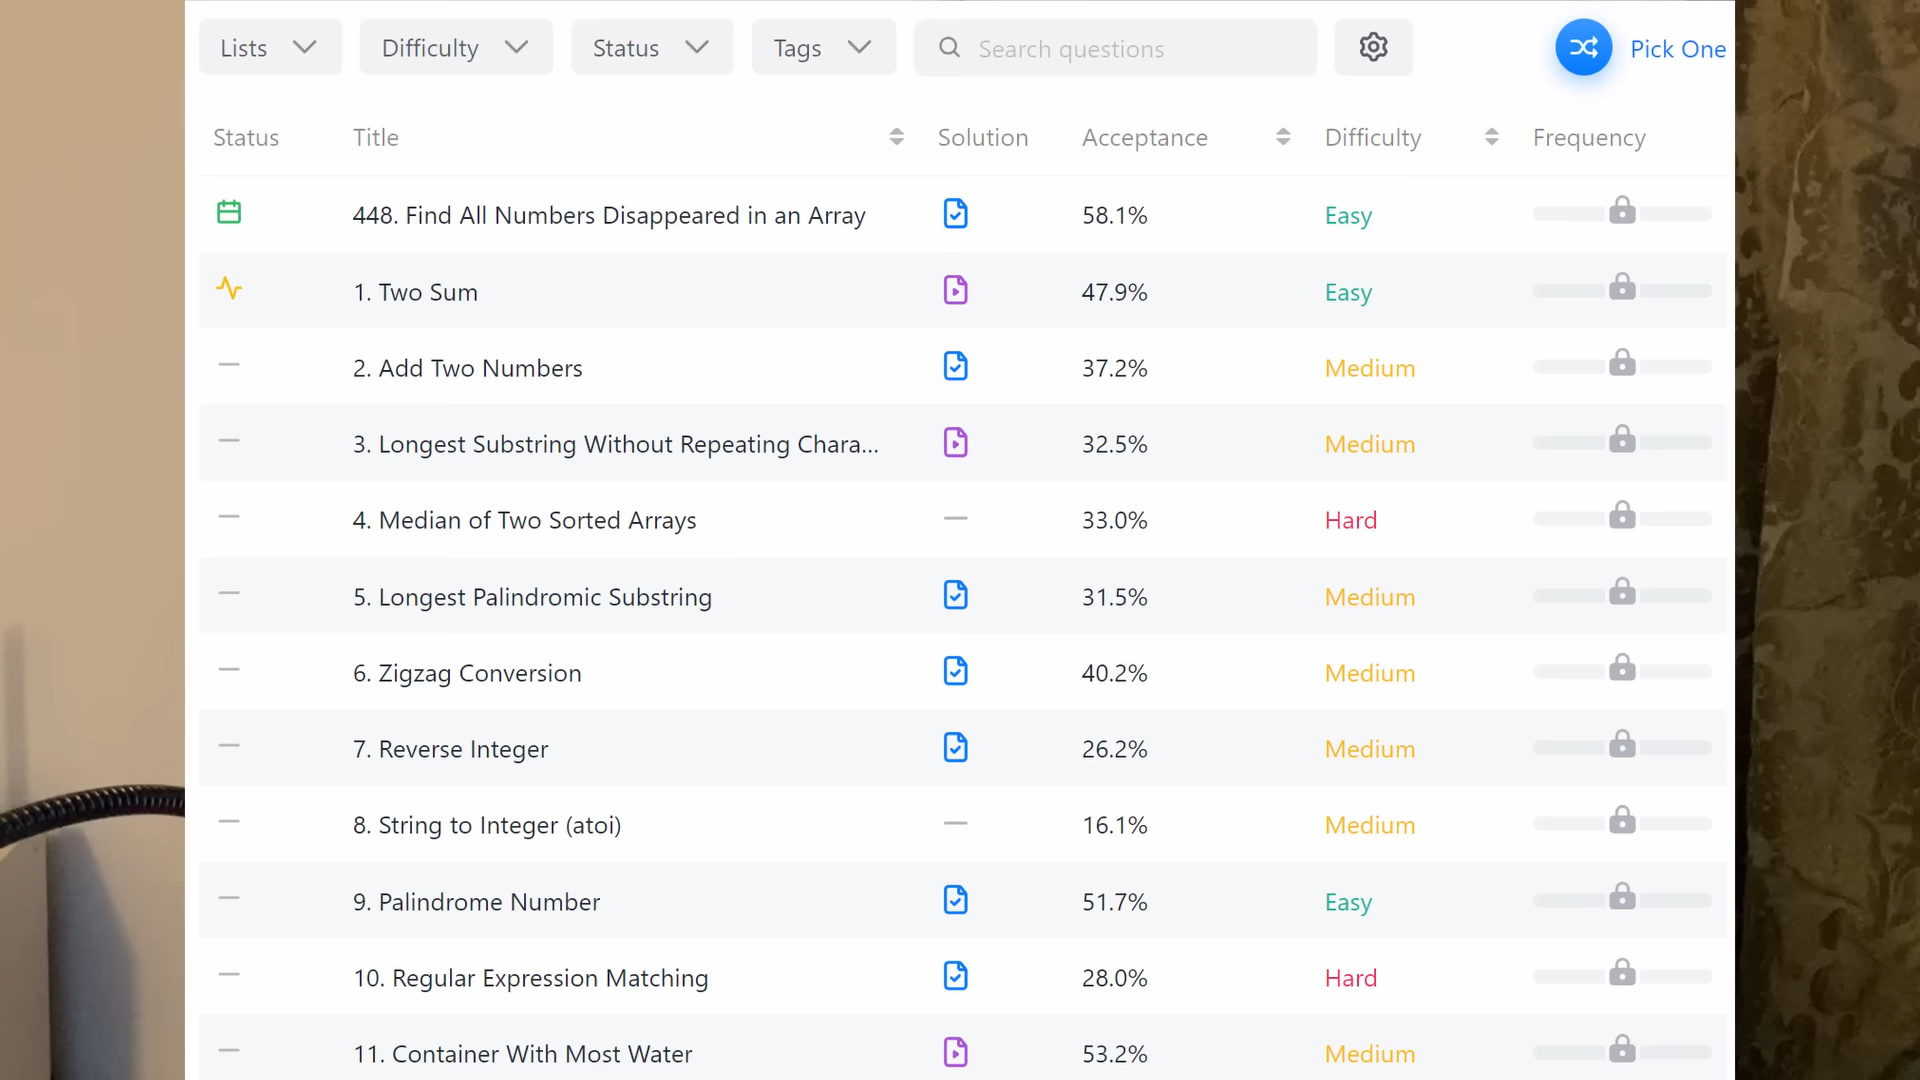 Lists Difficulty Status Tags Search questions Pick One
Status Title Solution Acceptance Difficulty Frequency
448. Find All Numbers Disappeared in an Array 58.1% Easy
1. Two Sum 47.9% Easy
2. Add Two Numbers 37.2% Medium
3. Longest Substring Without Repeating Chara... 32.5% Medium
4. Median of Two Sorted Arrays 33.0% Hard
5. Longest Palindromic Substring 31.5% Medium
6. Zigzag Conversion 40.2% Medium
7. Reverse Integer 26.2% Medium
8. String to Integer (atoi) 16.1% Medium
9. Palindrome Number 51.7% Easy
10. Regular Expression Matching 28.0% Hard
11. Container With Most Water 53.2% Medium